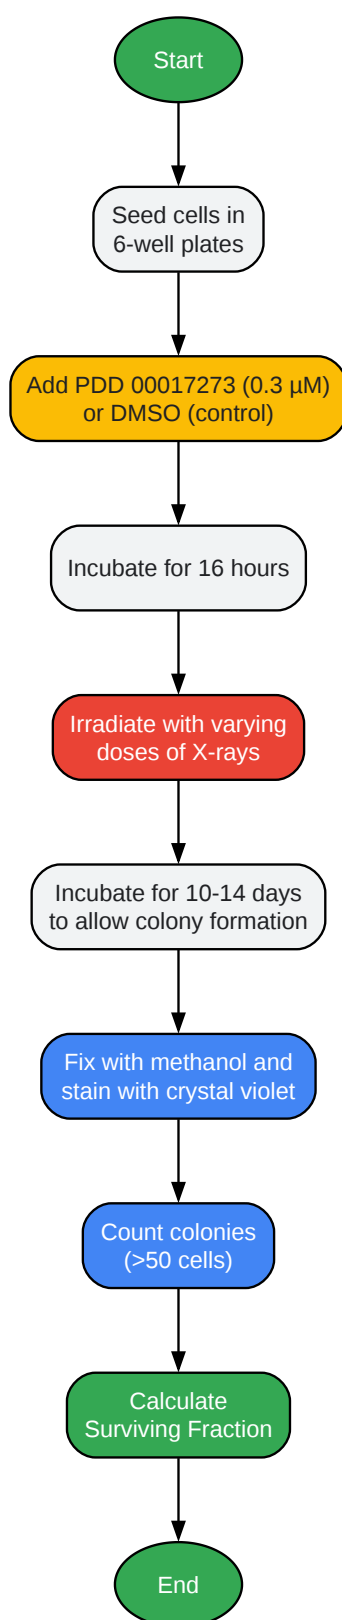 Start
Seed cells in
6-well plates
Add PDD 00017273 (0.3 µM)
or DMSO (control)
Incubate for 16 hours
Irradiate with varying
doses of X-rays
Incubate for 10-14 days
to allow colony formation
Fix with methanol and
stain with crystal violet
Count colonies
(>50 cells)
Calculate
Surviving Fraction
End